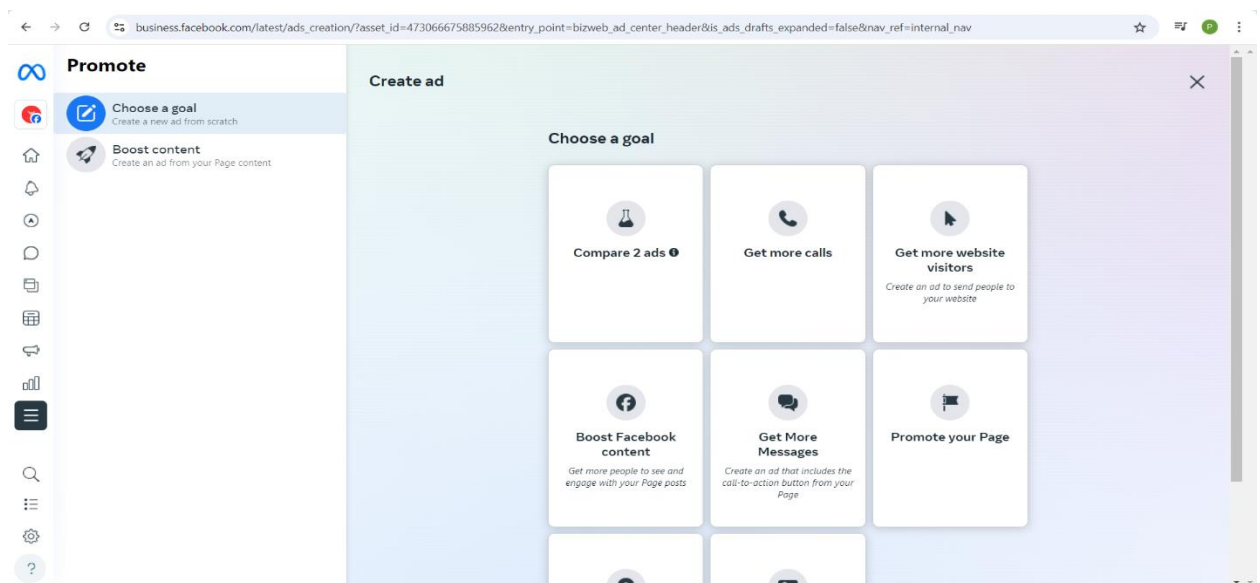 business.facebook.com/latest/ads_creation/?asset_id=473066675885962&entry_point=bizweb_ad_center_header&is_ads_drafts_expanded=false&nav_ref=internal_nav
P
Promote
Choose a goal
Create a new ad from scratch
Boost content
Create an ad from your Page content
Create ad
Choose a goal
Compare 2 ads
Get more calls
Get more website
visitors
Create an ad to send people to
your website
Boost Facebook
content
Get more people to see and
engage with your Page posts
Get More
Messages
Create an ad that includes the
call-to-action button from your
Page
Promote your Page